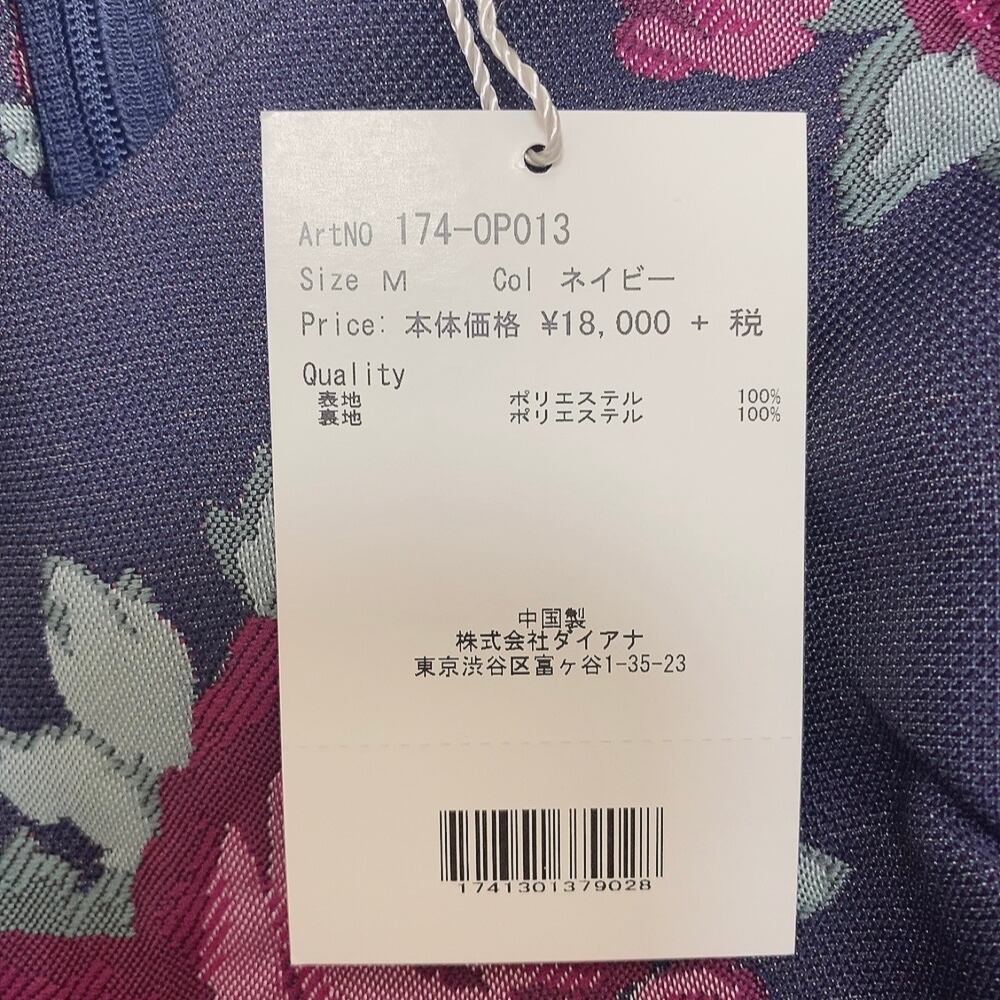 ArtNO 174-OP013
Size M Col ネイビー
Price: 本体価格 ¥18,000 + 税
Quality
表地 ポリエステル 100%
裏地 ポリエステル 100%
中国製
株式会社ダイアナ
東京渋谷区富ヶ谷1-35-23
1741301379028